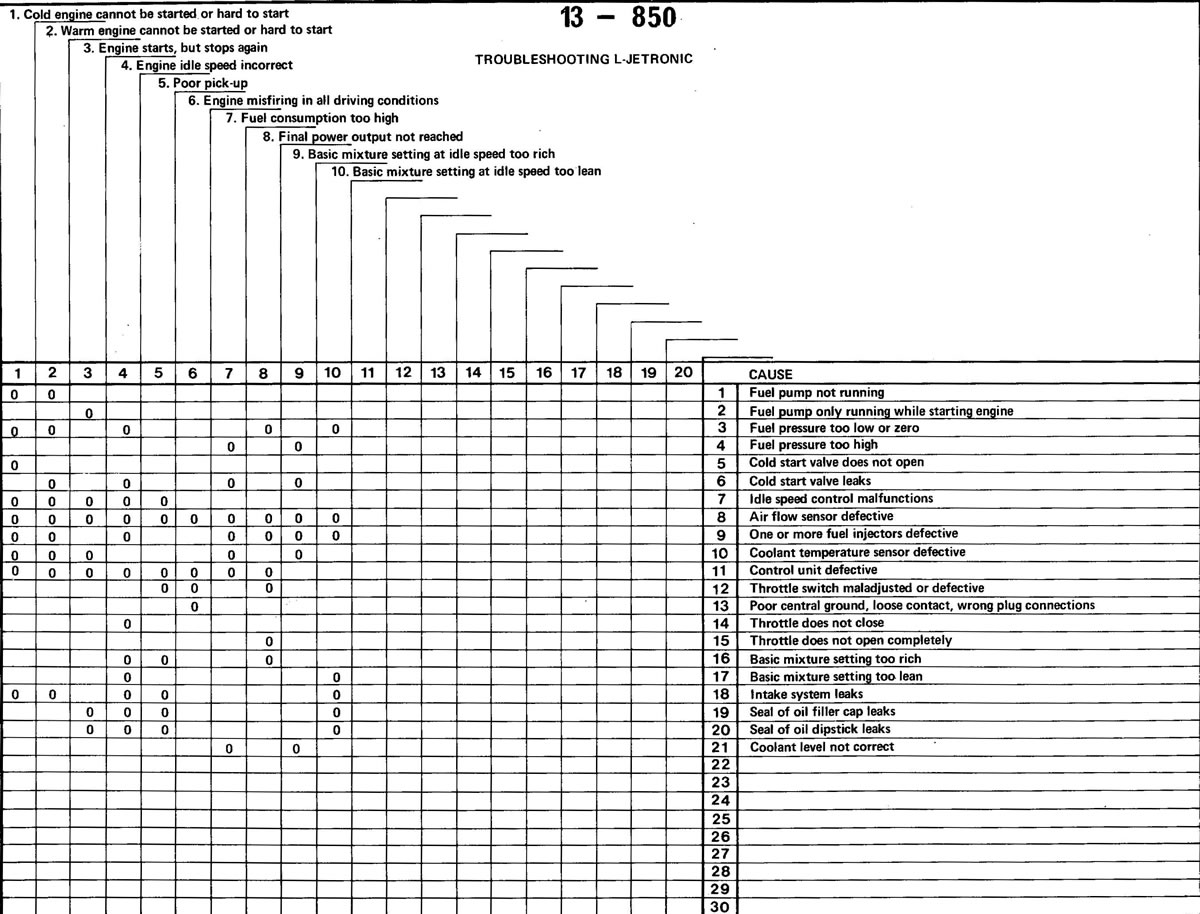 1. Cold engine cannot be started or hard to start
13 – 850
2. Warm engine cannot be started or hard to start
3. Engine starts, but stops again
TROUBLESHOOTING L-JETRONIC
4. Engine idle speed incorrect
5. Poor pick-up
6. Engine misfiring in all driving conditions
7. Fuel consumption too high
8. Final power output not reached
9. Basic mixture setting at idle speed too rich
10. Basic mixture setting at idle speed too lean
1 2 3 4 5 6 7 8 9 10 11 12 13 14 15 16 17 18 19 20 CAUSE
0 0 1 Fuel pump not running
0 2 Fuel pump only running while starting engine
0 0 0 0 0 3 Fuel pressure too low or zero
0 0 4 Fuel pressure too high
0 5 Cold start valve does not open
0 0 0 0 6 Cold start valve leaks
0 0 0 0 0 7 Idle speed control malfunctions
0 0 0 0 0 0 0 0 0 0 8 Air flow sensor defective
0 0 0 0 0 0 0 9 One or more fuel injectors defective
0 0 0 0 0 10 Coolant temperature sensor defective
0 0 0 0 0 0 0 0 11 Control unit defective
0 0 0 12 Throttle switch maladjusted or defective
0 13 Poor central ground, loose contact, wrong plug connections
0 14 Throttle does not close
0 15 Throttle does not open completely
0 0 0 16 Basic mixture setting too rich
0 0 17 Basic mixture setting too lean
0 0 0 0 0 18 Intake system leaks
0 0 0 0 19 Seal of oil filler cap leaks
0 0 0 0 20 Seal of oil dipstick leaks
0 0 21 Coolant level not correct
22
23
24
25
26
27
28
29
30